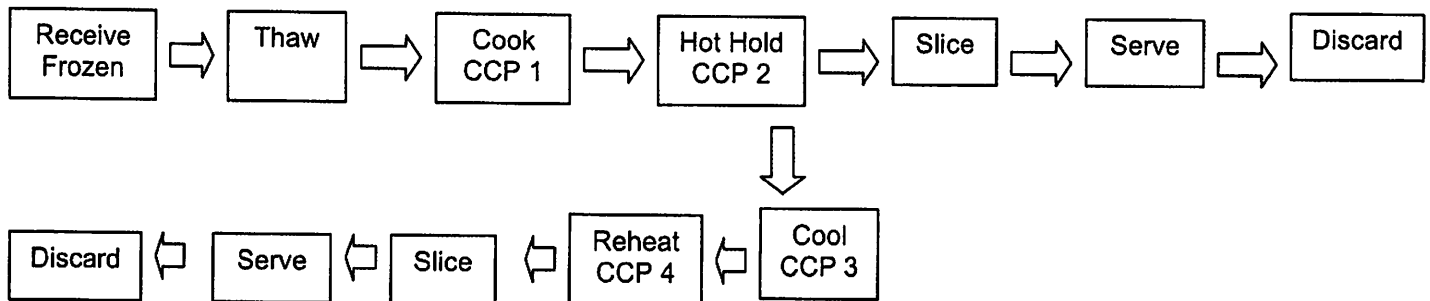 Receive
Frozen
Thaw
Cook
CCP 1
Hot Hold
CCP 2
Slice
Serve
Discard
Cool
CCP 3
Reheat
CCP 4
Slice
Serve
Discard